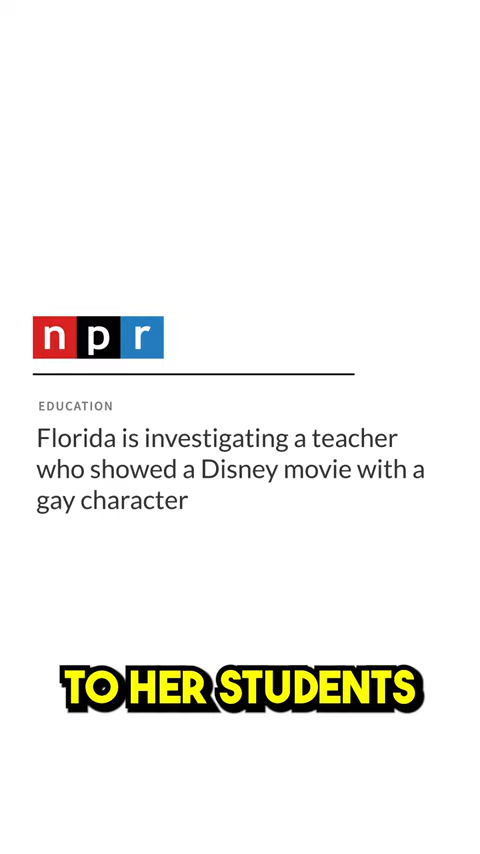 npr
EDUCATION
Florida is investigating a teacher
who showed a Disney movie with a
gay character
TO HER STUDENTS